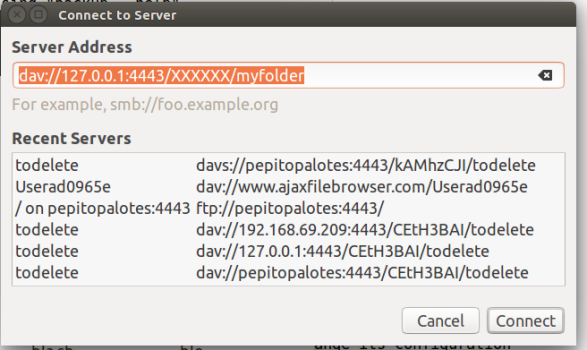 Connect to Server
Server Address
dav://127.0.0.1:4443/XXXXXX/myfolder
For example, smb://foo.example.org
Recent Servers
todelete davs://pepitopalotes:4443/kAMhzCJI/todelete
Userad0965e dav://www.ajaxfilebrowser.com/Userad0965e
/ on pepitopalotes:4443 ftp://pepitopalotes:4443/
todelete dav://192.168.69.209:4443/CEtH3BAI/todelete
todelete dav://127.0.0.1:4443/CEtH3BAI/todelete
todelete dav://pepitopalotes:4443/CEtH3BAI/todelete
Cancel Connect